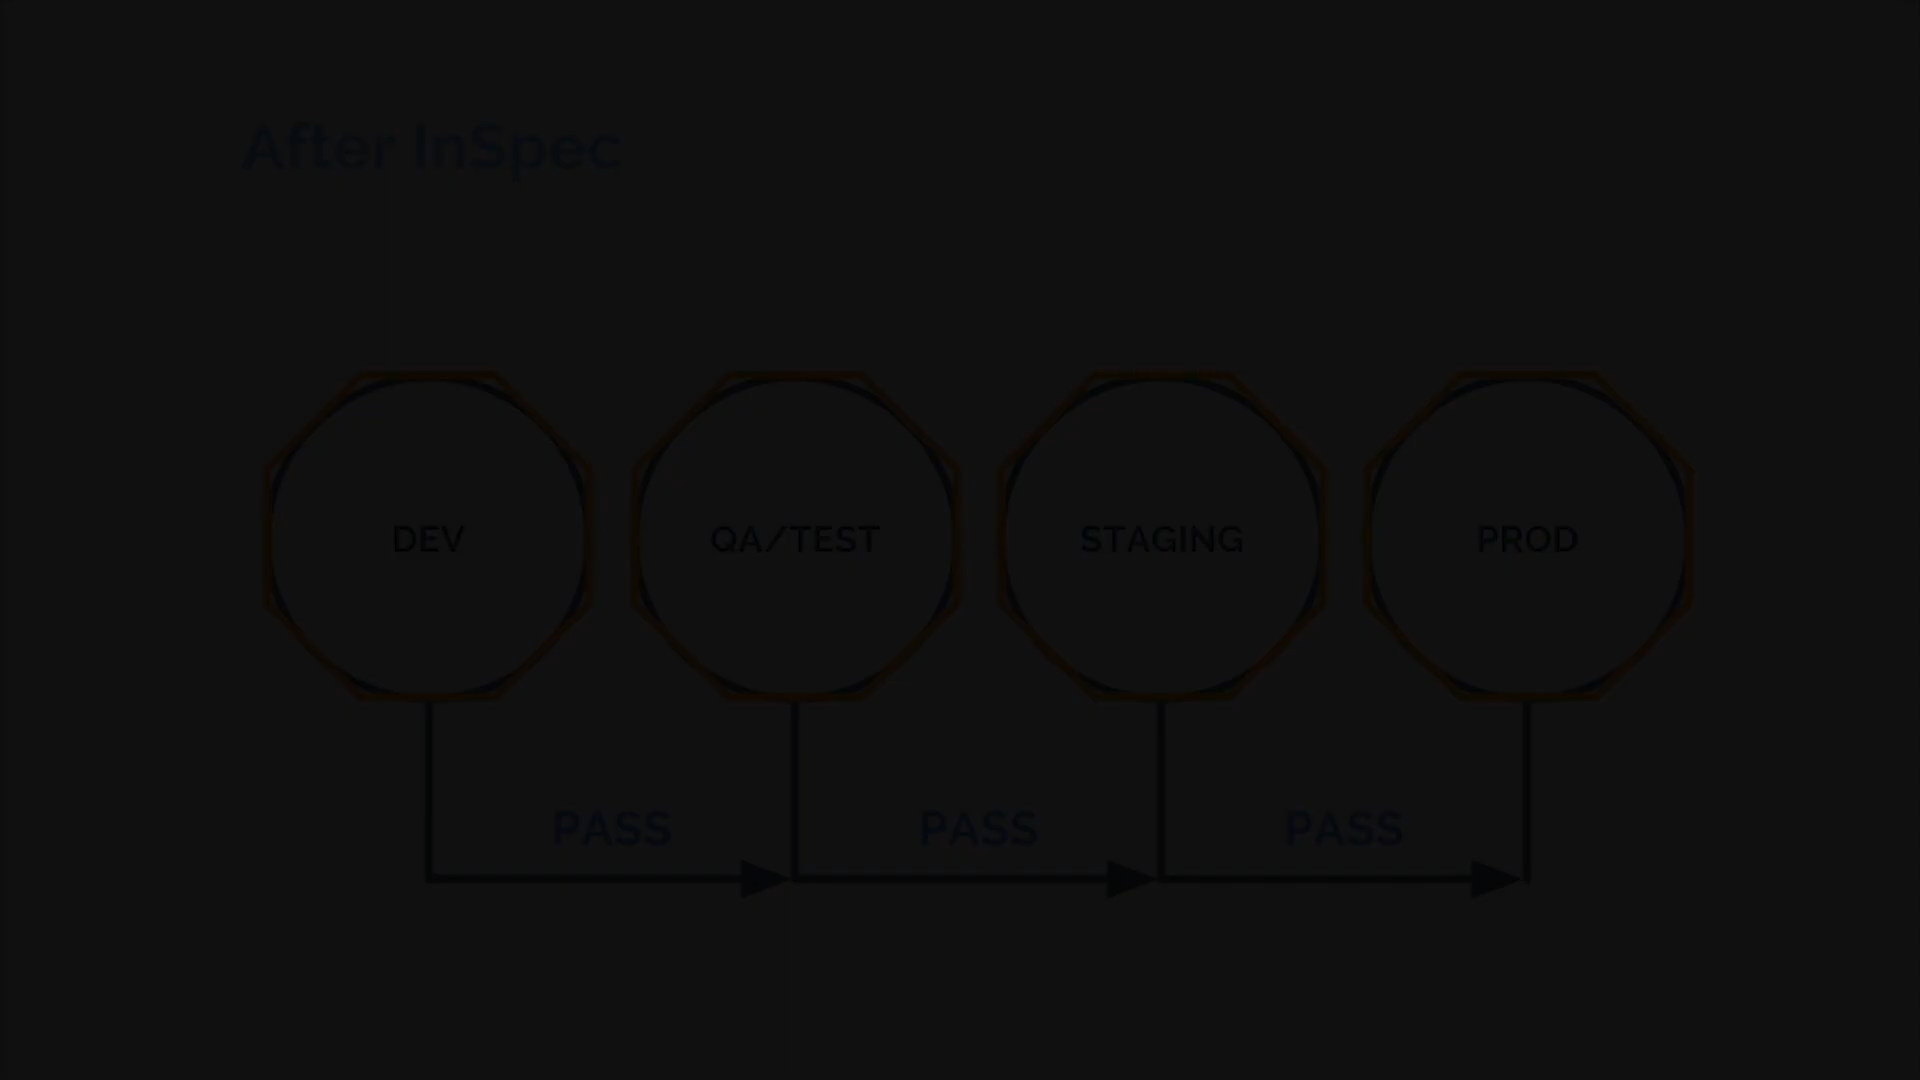 After InSpec
DEV
QA/TEST
STAGING
PROD
PASS
PASS
PASS